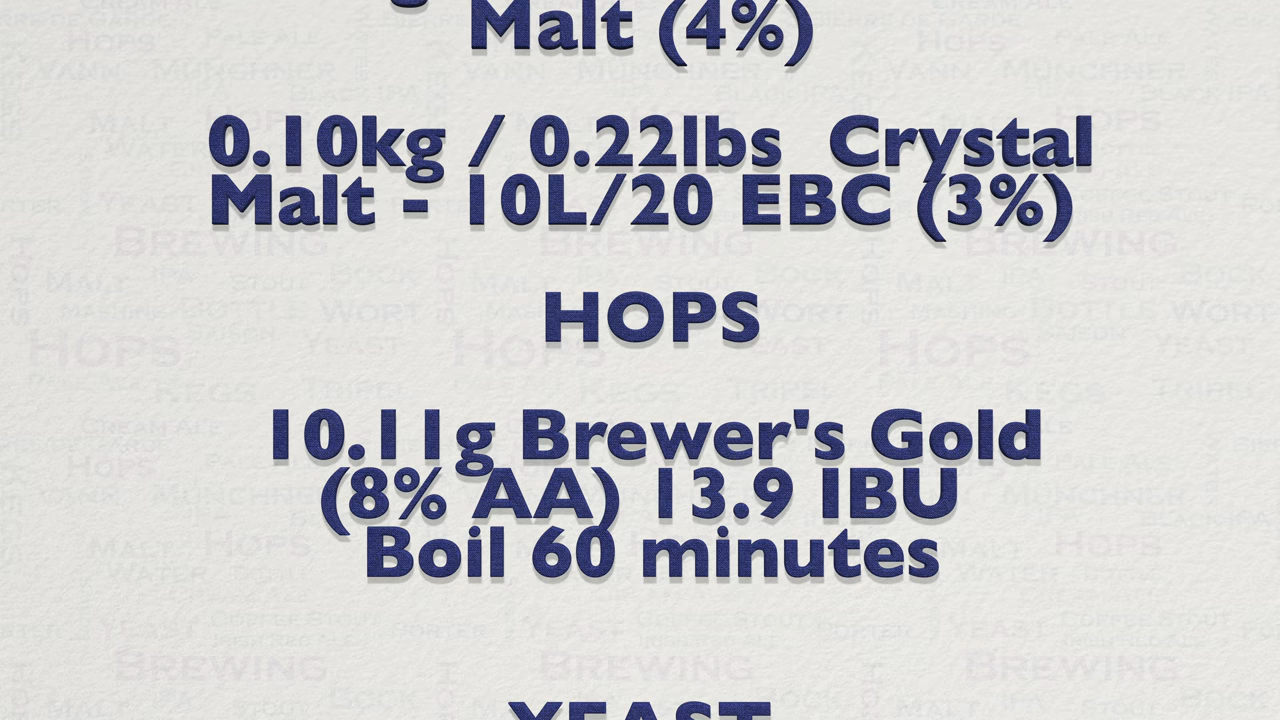 Malt (4%)
0.10kg / 0.22lbs  Crystal
Malt - 10L/20 EBC (3%)
HOPS
10.11g Brewer's Gold
(8% AA) 13.9 IBU
Boil 60 minutes
YEAST